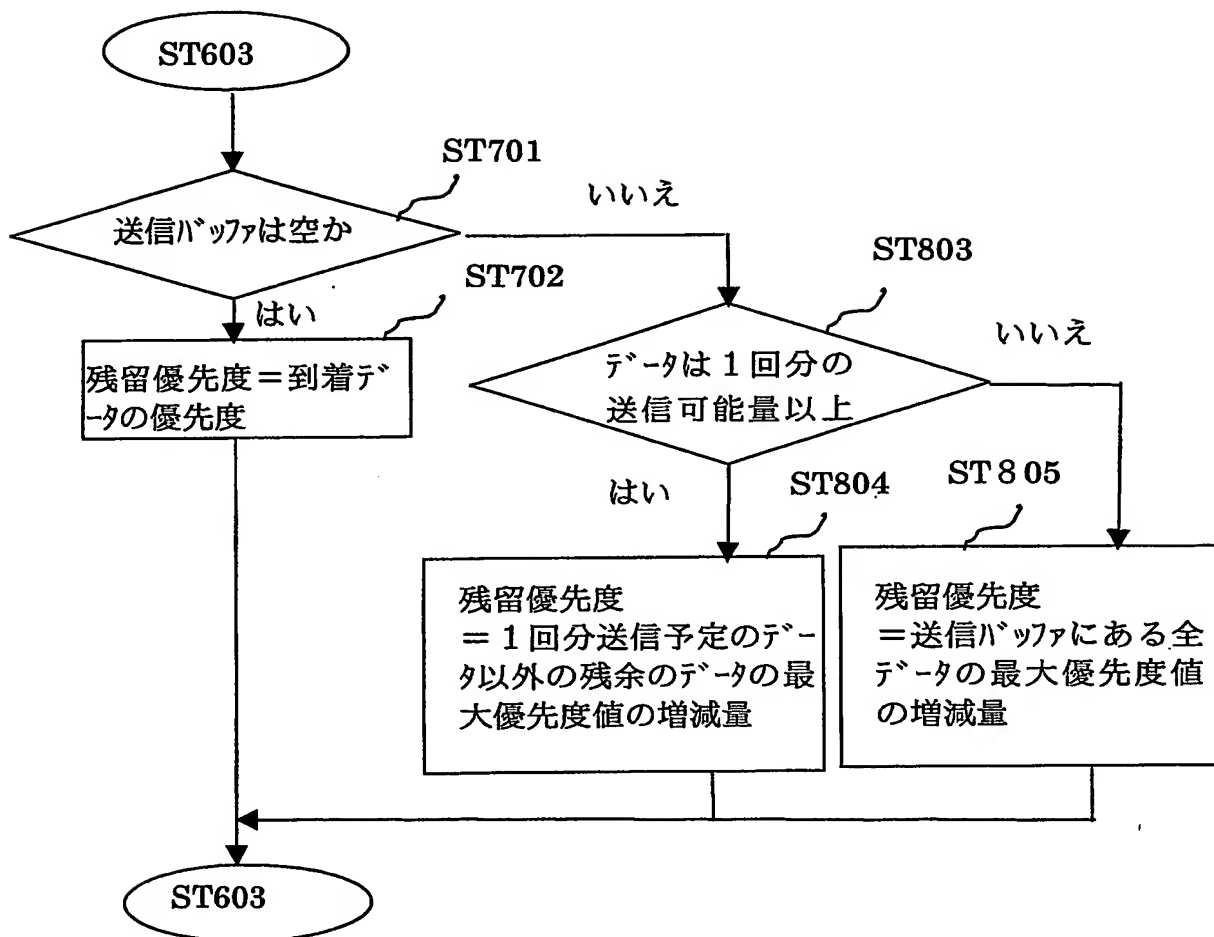 ST603
ST701
いいえ
送信ﾊﾞｯﾌｧは空か
ST702
はい
残留優先度＝到着ﾃﾞ
ｰﾀの優先度
ST803
いいえ
ﾃﾞｰﾀは１回分の
送信可能量以上
はい
ST804
ST８05
残留優先度
＝１回分送信予定のﾃﾞｰ
ﾀ以外の残余のﾃﾞｰﾀの最
大優先度値の増減量
残留優先度
＝送信ﾊﾞｯﾌｧにある全
ﾃﾞｰﾀの最大優先度値
の増減量
ST603